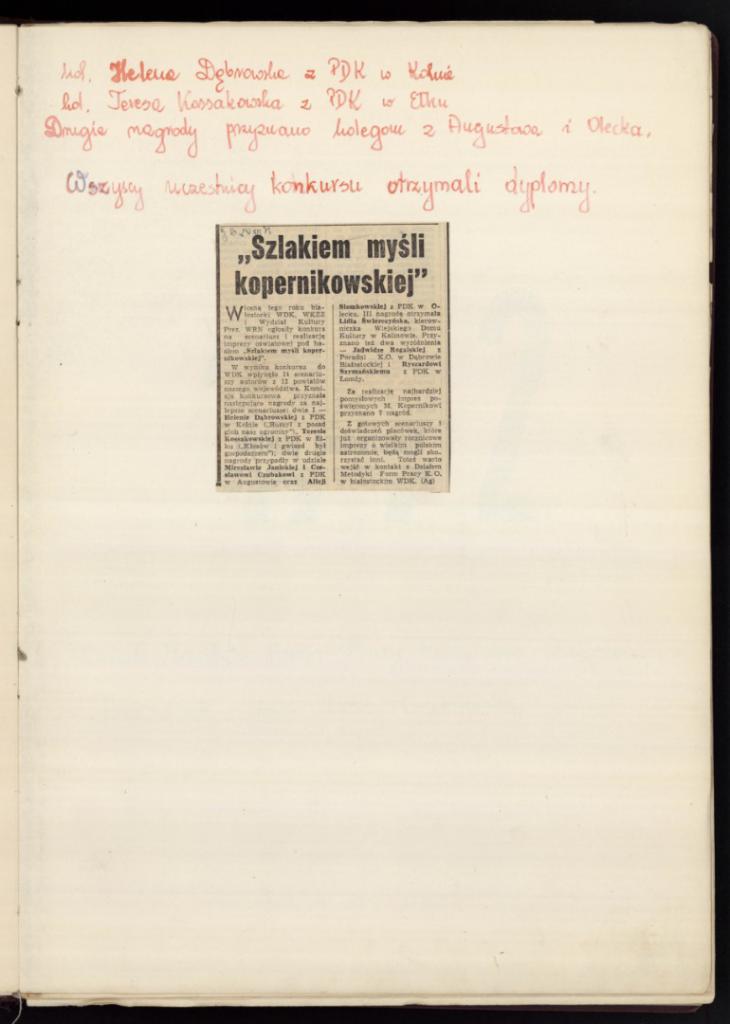 kol. Helena Dąbrowska z PDK w Kolnie
kol. Teresa Kossakowska z PDK w Ełku
Drugie nagrody przyznano kolegom z Augustowa i Olecka.
Wszyscy uczestnicy konkursu otrzymali dyplomy.
„Szlakiem myśli
kopernikowskiej”
Wiosną tego roku bia-
łostocki WDK, WKZZ
i Wydział Kultury
Prez. WRN ogłosiły konkurs
na scenariusz i realizację
imprezy oświatowej pod ha-
słem „Szlakiem myśli koper-
nikowskiej”.
W wyniku konkursu do
WDK wpłynęło 14 scenariu-
szy autorów z 12 powiatów
naszego województwa. Komi-
sja konkursowa przyznała
następujące nagrody za naj-
lepsze scenariusze: dwie I —
Helenie Dąbrowskiej z PDK
w Kolnie
Teresie
Kossakowskiej z PDK w Eł-
ku
gospodarzem”); dwie drugie
nagrody przypadły w udziale
Mirosławie Janickiej i Cze-
sławowi Czubakowi z PDK
w Augustowie oraz Alicji
Słomkowskiej z PDK w O-
lecku. III nagrodę otrzymała
Lidia Świerczyńska, kierow-
niczka Wiejskiego Domu
Kultury w Kalinowie. Przy-
znano też dwa wyróżnienia
— Jadwidze Rogalskiej z
Poradni K.O. w Dąbrowie
Białostockiej i Ryszardowi
Szymańskiemu z PDK w
Łomży.
Za realizację najbardziej
pomysłowych imprez po-
święconych M. Kopernikowi
przyznano 7 nagród.
Z gotowych scenariuszy i
doświadczeń placówek, które
już organizowały rocznicowe
imprezy o wielkim polskim
astronomie, będą mogli sko-
rzystać inni. Toteż warto
wejść w kontakt z Działem
Metodyki Form Pracy K.O.
w białostockim WDK. (Ag)